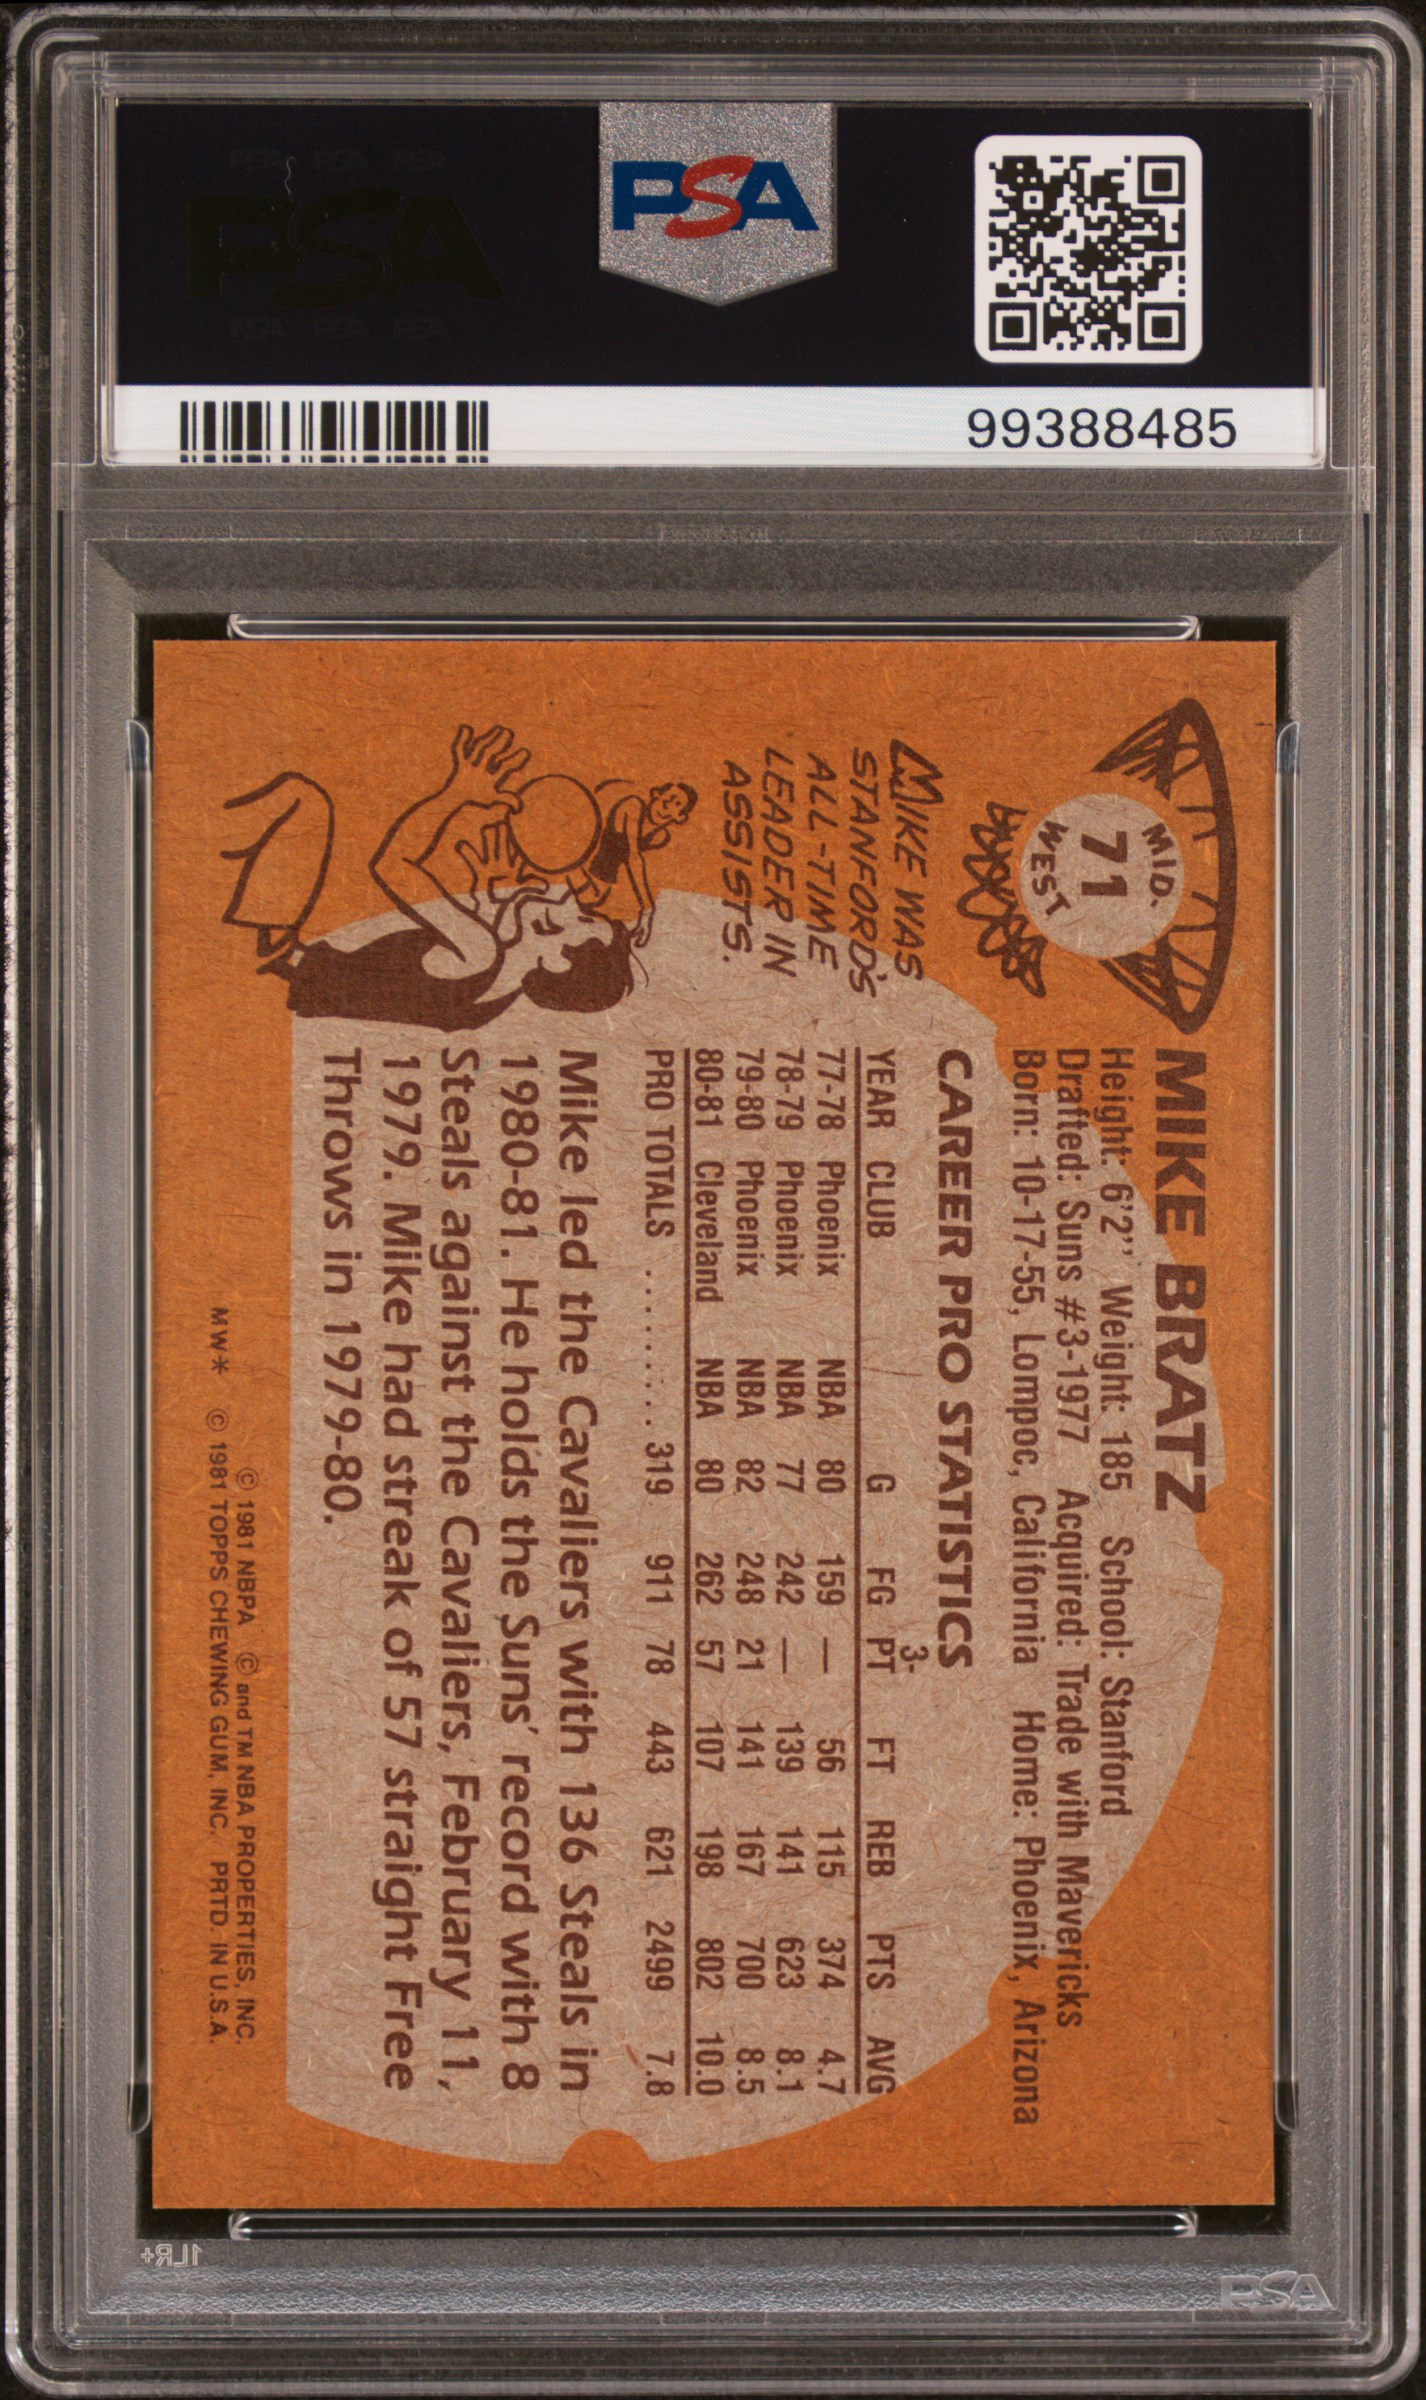 PSA
99388485
MID.
71
WEST
MIKE BRATZ
Height: 6'2" Weight: 185 School: Stanford
Drafted: Suns #3-1977 Acquired: Trade with Mavericks
Born: 10-17-55, Lompoc, California Home: Phoenix, Arizona
MIKE WAS
STANFORD'S
ALL-TIME
LEADER IN
ASSISTS.
CAREER PRO STATISTICS
YEAR CLUB G FG 3-PT FT REB PTS AVG
77-78 Phoenix NBA 80 159 — 56 115 374 4.7
78-79 Phoenix NBA 77 242 — 139 141 623 8.1
79-80 Phoenix NBA 82 248 21 141 167 700 8.5
80-81 Cleveland NBA 80 262 57 107 198 802 10.0
PRO TOTALS ......... 319 911 78 443 621 2499 7.8
Mike led the Cavaliers with 136 Steals in
1980-81. He holds the Suns' record with 8
Steals against the Cavaliers, February 11,
1979. Mike had streak of 57 straight Free
Throws in 1979-80.
© 1981 NBPA © and TM NBA PROPERTIES, INC.
MW* © 1981 TOPPS CHEWING GUM, INC. PRTD. IN U.S.A.
1LR+
PSA